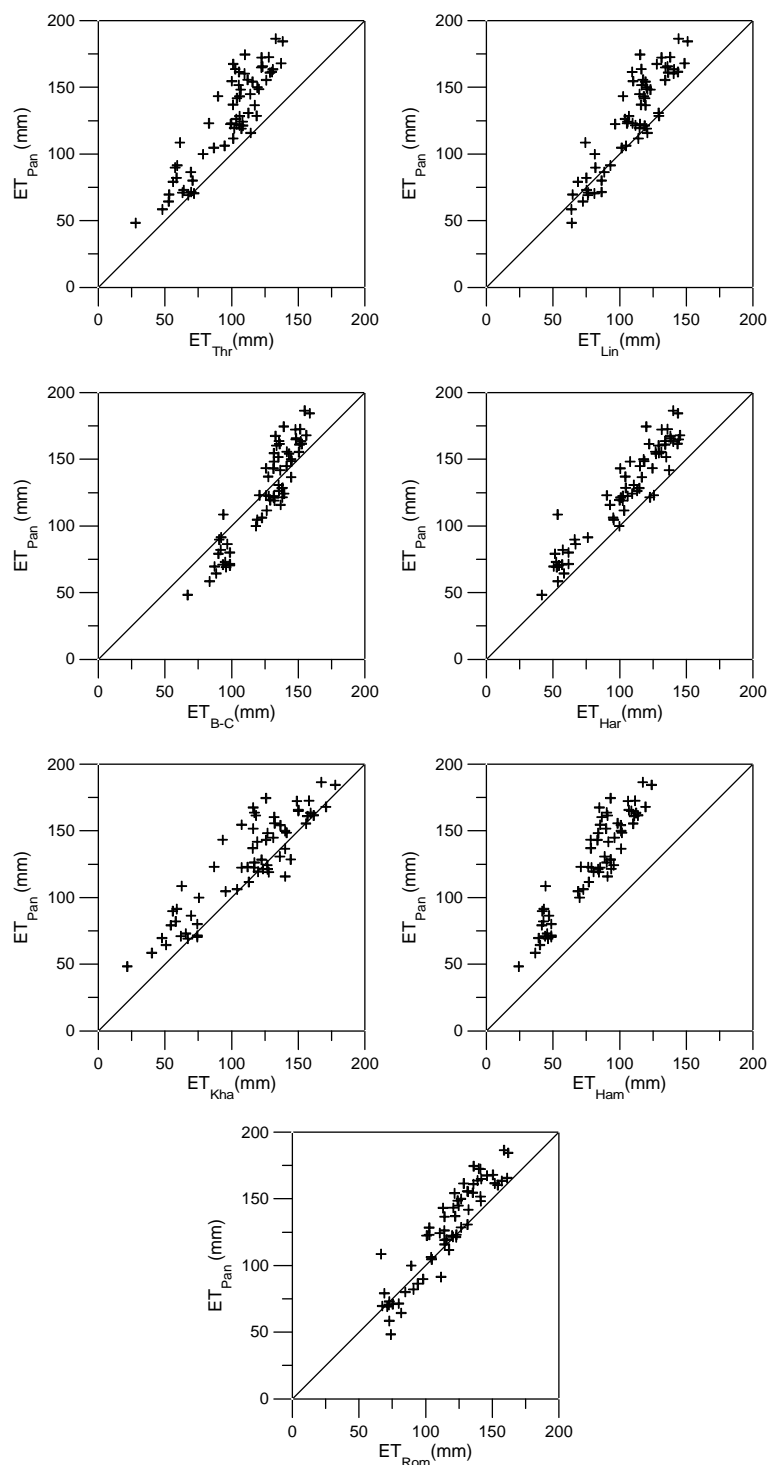 200
150
100
50
0
ET_Pan (mm)
0 50 100 150 200
ET_Thr (mm)
200
150
100
50
0
ET_Pan (mm)
0 50 100 150 200
ET_Lin (mm)
200
150
100
50
0
ET_Pan (mm)
0 50 100 150 200
ET_B-C (mm)
200
150
100
50
0
ET_Pan (mm)
0 50 100 150 200
ET_Har (mm)
200
150
100
50
0
ET_Pan (mm)
0 50 100 150 200
ET_Kha (mm)
200
150
100
50
0
ET_Pan (mm)
0 50 100 150 200
ET_Ham (mm)
200
150
100
50
0
ET_Pan (mm)
0 50 100 150 200
ET_Rom (mm)